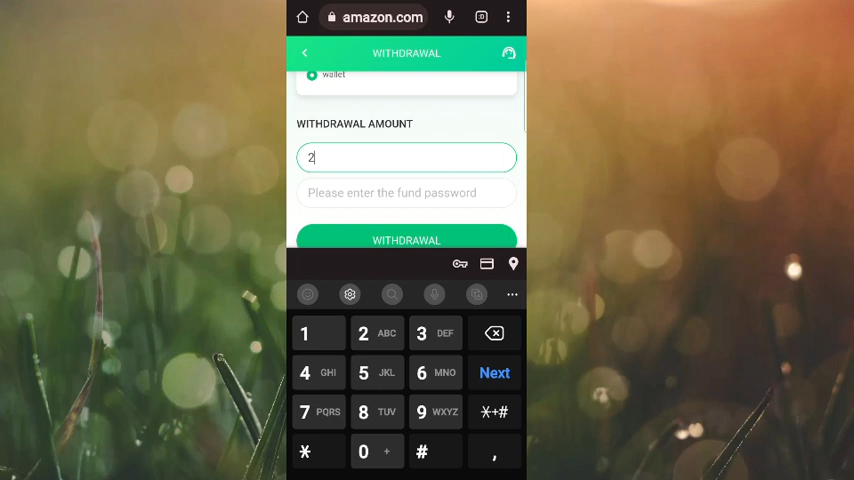 :D
amazon.com
WITHDRAWAL
wallet
WITHDRAWAL AMOUNT
2
Please enter the fund password
WITHDRAWAL
1 2 ABC 3 DEF
4 GHI 5 JKL 6 MNO Next
7 PQRS 8 TUV 9 WXYZ *+#
* 0 + # ,